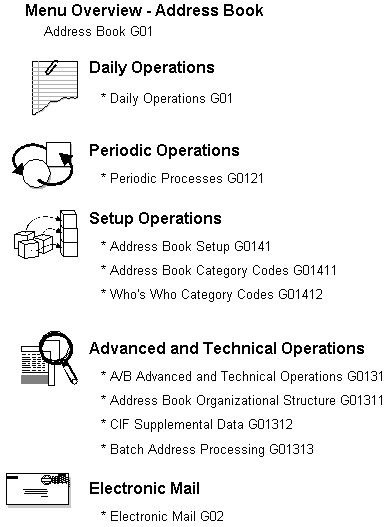 Menu Overview - Address Book
Address Book G01
Daily Operations
* Daily Operations G01
Periodic Operations
* Periodic Processes G0121
Setup Operations
* Address Book Setup G0141
* Address Book Category Codes G01411
* Who's Who Category Codes G01412
Advanced and Technical Operations
* A/B Advanced and Technical Operations G0131
* Address Book Organizational Structure G01311
* CIF Supplemental Data G01312
* Batch Address Processing G01313
Electronic Mail
* Electronic Mail G02